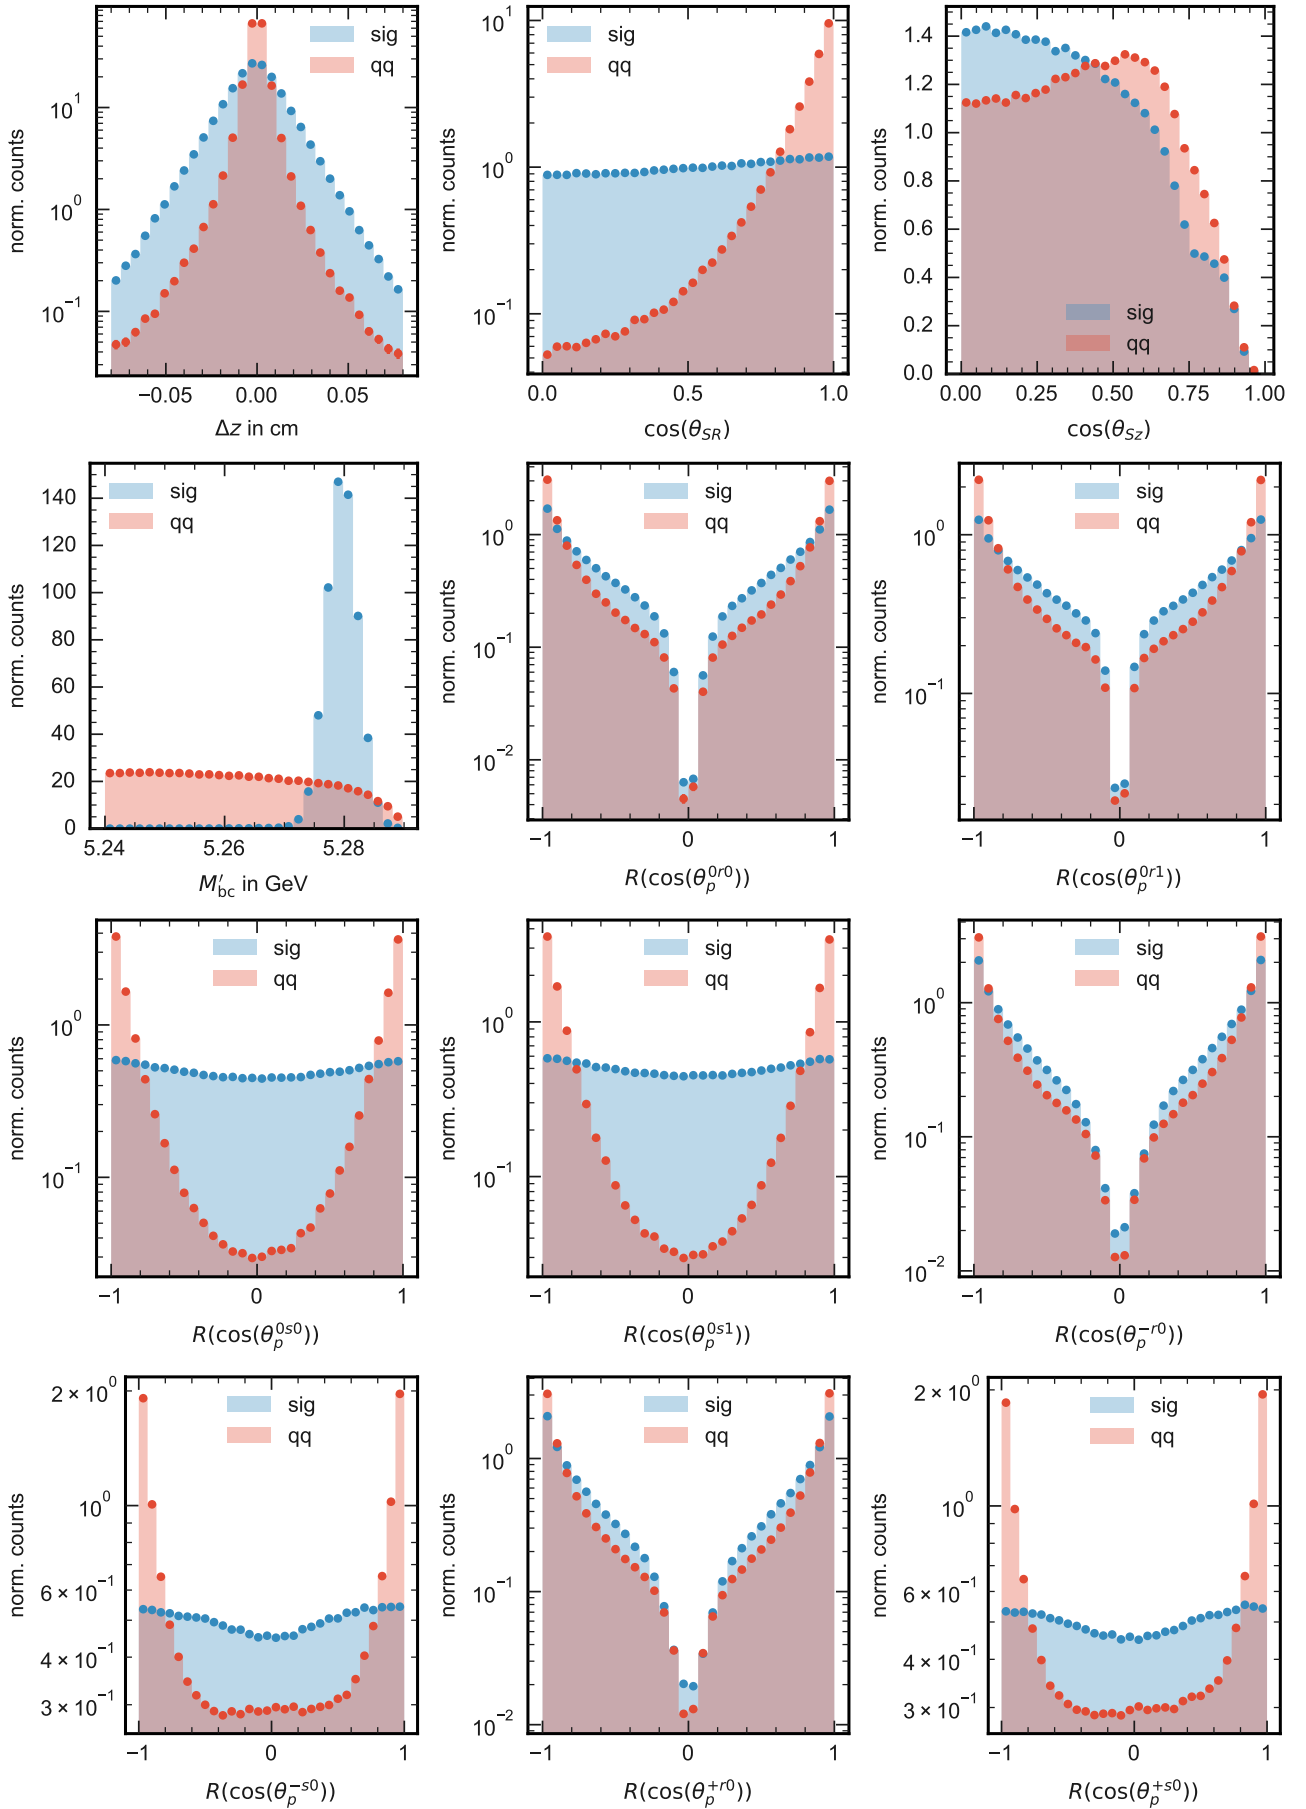 norm. counts
10¹
10⁰
10⁻¹
sig
qq
−0.05 0.00 0.05
Δz in cm
norm. counts
10¹
10⁰
10⁻¹
sig
qq
0.0 0.5 1.0
cos(θ_SR)
norm. counts
1.4
1.2
1.0
0.8
0.6
0.4
0.2
0.0
sig
qq
0.00 0.25 0.50 0.75 1.00
cos(θ_Sz)
norm. counts
140
120
100
80
60
40
20
0
sig
qq
5.24 5.26 5.28
M′_bc in GeV
norm. counts
10⁰
10⁻¹
10⁻²
sig
qq
−1 0 1
R(cos(θ_p^0r0))
norm. counts
10⁰
10⁻¹
sig
qq
−1 0 1
R(cos(θ_p^0r1))
norm. counts
10⁰
10⁻¹
sig
qq
−1 0 1
R(cos(θ_p^0s0))
norm. counts
10⁰
10⁻¹
sig
qq
−1 0 1
R(cos(θ_p^0s1))
norm. counts
10⁰
10⁻¹
10⁻²
sig
qq
−1 0 1
R(cos(θ_p^−r0))
norm. counts
2 × 10⁰
10⁰
6 × 10⁻¹
4 × 10⁻¹
3 × 10⁻¹
sig
qq
−1 0 1
R(cos(θ_p^−s0))
norm. counts
10⁰
10⁻¹
10⁻²
sig
qq
−1 0 1
R(cos(θ_p^+r0))
norm. counts
2 × 10⁰
10⁰
6 × 10⁻¹
4 × 10⁻¹
3 × 10⁻¹
sig
qq
−1 0 1
R(cos(θ_p^+s0))